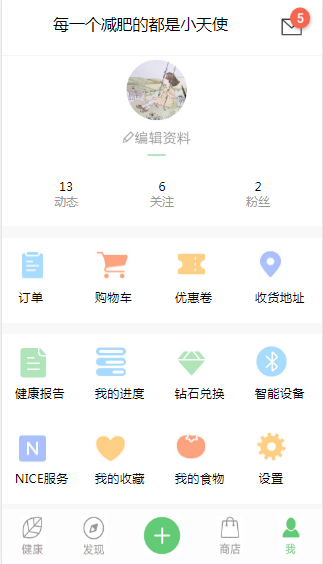 每一个减肥的都是小天使
5
编辑资料
13 6 2
动态 关注 粉丝
订单 购物车 优惠卷 收货地址
健康报告 我的进度 钻石兑换 智能设备
N
NICE服务 我的收藏 我的食物 设置
健康 发现 商店 我